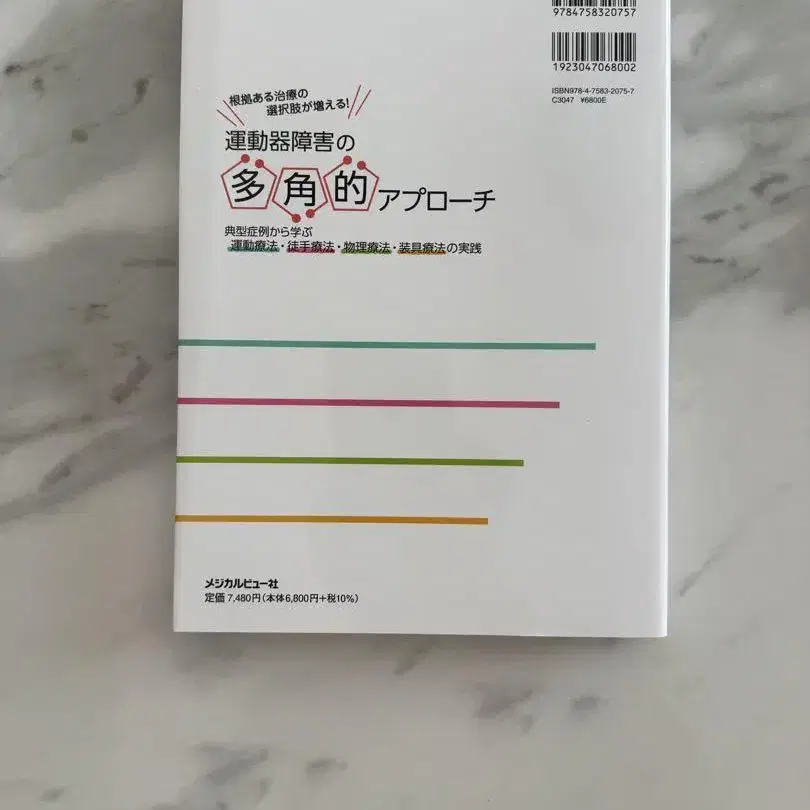 9784758320757
1923047068002
ISBN978-4-7583-2075-7
C3047 ¥6800E
根拠ある治療の
選択肢が増える!
運動器障害の
多角的アプローチ
典型症例から学ぶ
運動療法・徒手療法・物理療法・装具療法の実践
メジカルビュー社
定価 7,480円(本体6,800円+税10%)